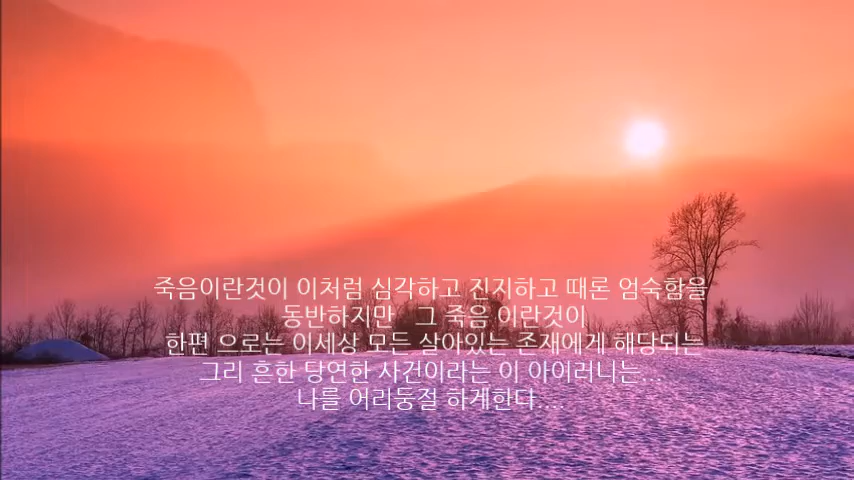 죽음이란것이 이처럼 심각하고 진지하고 때론 엄숙함을
동반하지만 그 죽음 이란것이
한편 으로는 이세상 모든 살아있는 존재에게 해당되는
그리 흔한 당연한 사건이라는 이 아이러니는...
나를 어리둥절 하게한다....